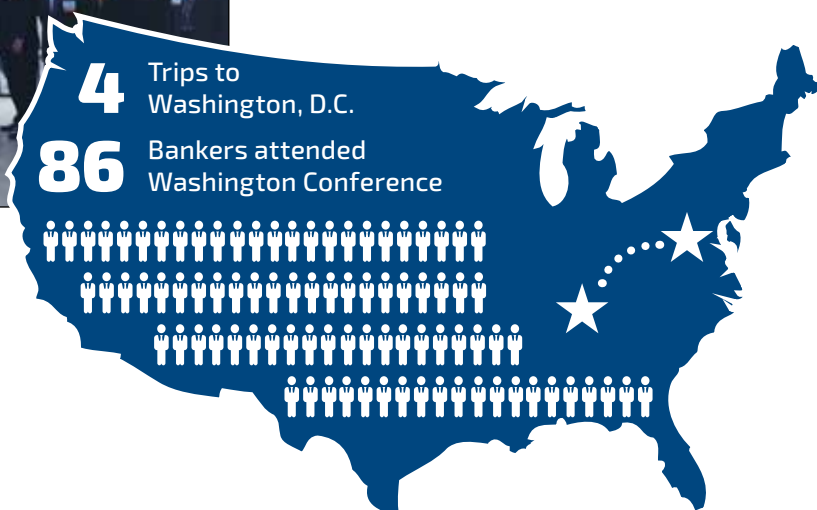 4 Trips to
Washington, D.C.
86 Bankers attended
Washington Conference